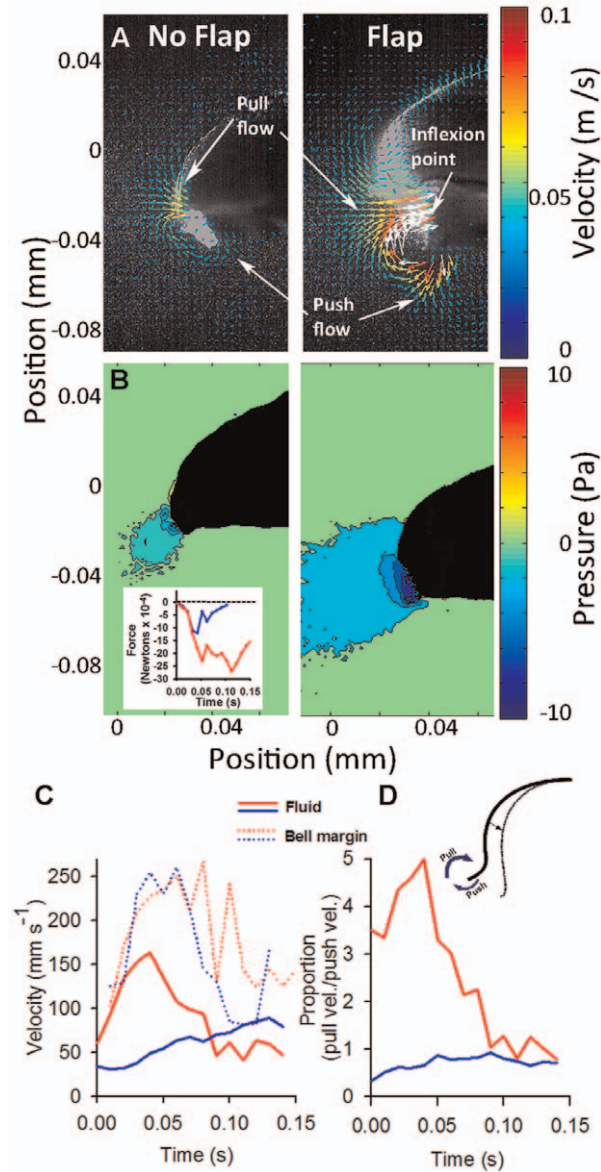 A No Flap Flap
Pull
flow
Inflexion
point
Push
flow
0.04
0
-0.04
-0.08
Position (mm)
0.1
0.05
0
Velocity (m /s)
B
0.04
0
-0.04
-0.08
0
-5
-10
-15
-20
-25
-30
Force
(Newtons x 10-4)
0.00 0.05 0.10 0.15
Time (s)
0 0.04 0 0.04
Position (mm)
10
0
-10
Pressure (Pa)
C
Fluid
Bell margin
250
200
150
100
50
0
Velocity (mm s-1)
0.00 0.05 0.10 0.15
Time (s)
D
Pull
Push
5
4
3
2
1
0
Proportion
(pull vel./push vel.)
0.00 0.05 0.10 0.15
Time (s)